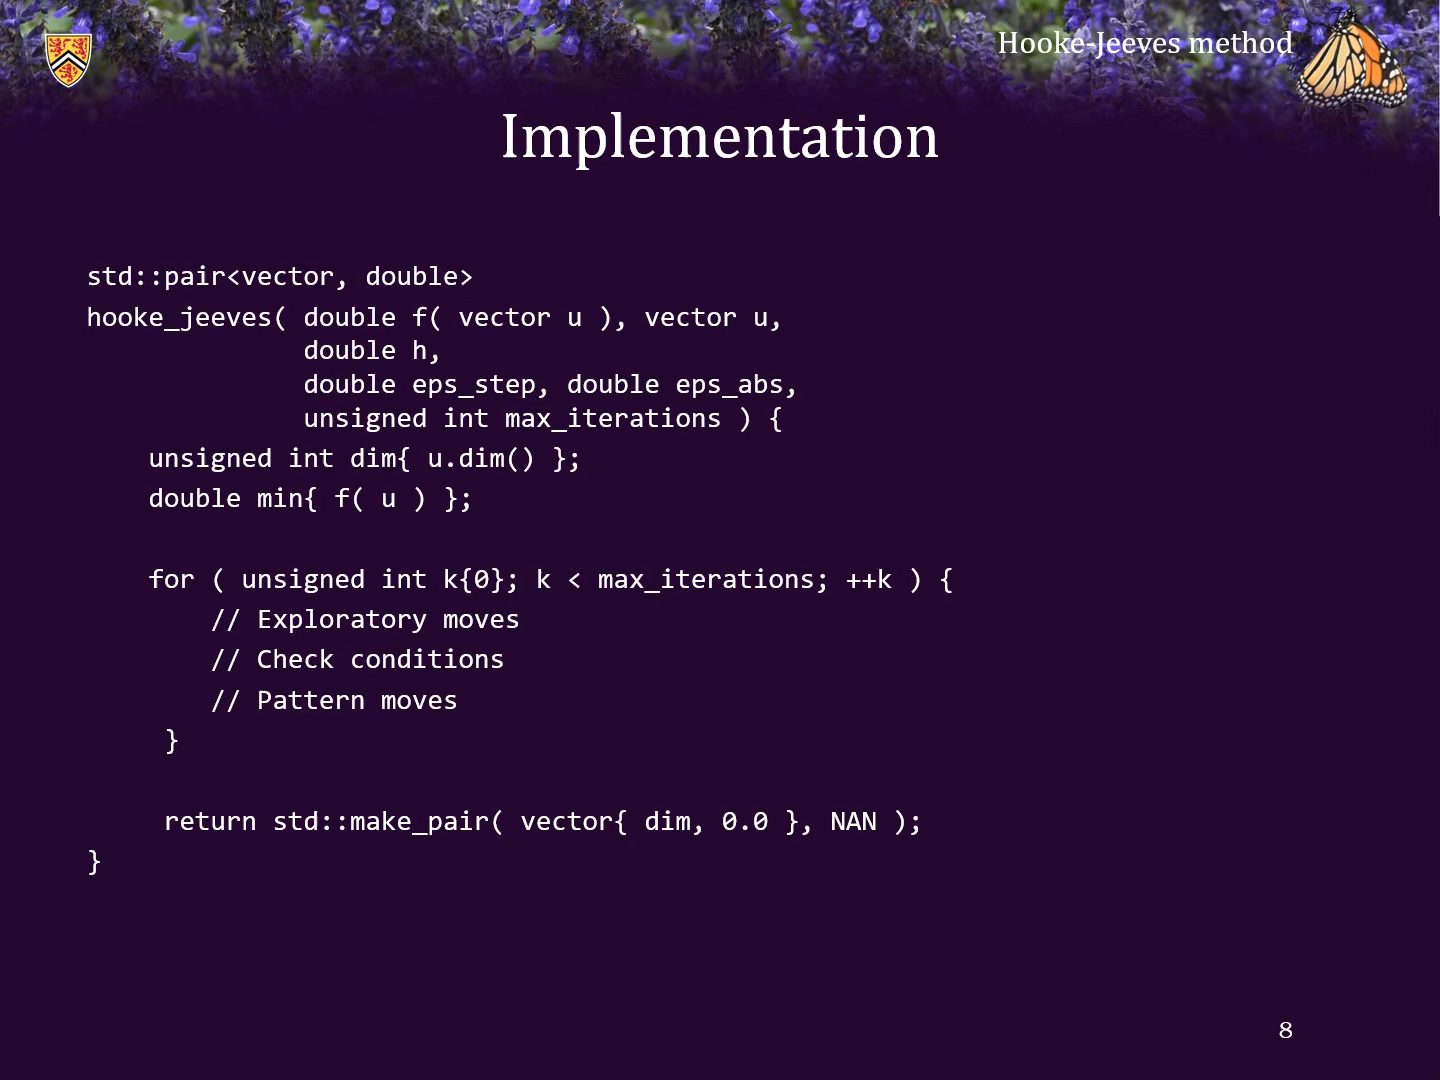 Hooke-Jeeves method
Implementation
std::pair<vector, double>
hooke_jeeves( double f( vector u ), vector u,
              double h,
              double eps_step, double eps_abs,
              unsigned int max_iterations ) {
    unsigned int dim{ u.dim() };
    double min{ f( u ) };
    for ( unsigned int k{0}; k < max_iterations; ++k ) {
        // Exploratory moves
        // Check conditions
        // Pattern moves
     }
     return std::make_pair( vector{ dim, 0.0 }, NAN );
}
8